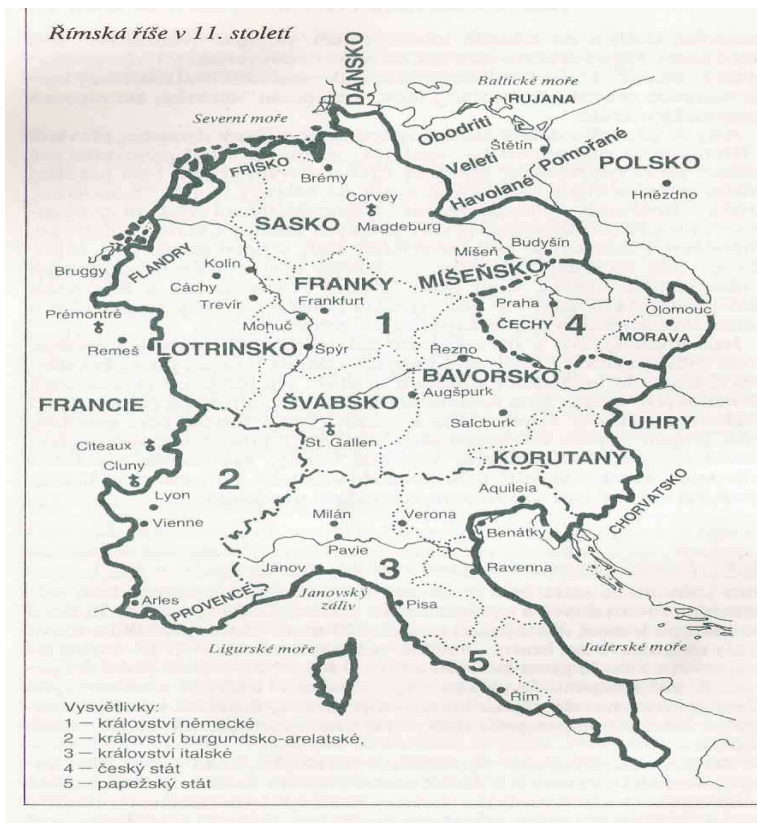 Římská říše v 11. století
DÁNSKO
Baltické moře
RUJANA
Severní moře
Obodriti
Štětín
Pomořané
Veleti
POLSKO
FRÍSKO
Brémy
Havolané
Hnězdno
Corvey
SASKO
Magdeburg
Budyšín
Míšeň
Bruggy
FLANDRY
Kolín
MÍŠEŇSKO
Cáchy
FRANKY
Trevír
Frankfurt
Praha
Olomouc
Prémontré
Mohuč
1
ČECHY
4
MORAVA
Remeš
LOTRINSKO
Špýr
Řezno
BAVORSKO
Augšpurk
FRANCIE
ŠVÁBSKO
Salcburk
UHRY
Citeaux
St. Gallen
KORUTANY
Cluny
2
CHORVATSKO
Lyon
Aquileia
Vienne
Milán
Verona
Benátky
Pavie
Janov
3
Ravenna
Arles
PROVENCE
Janovský
záliv
Pisa
Ligurské moře
Jaderské moře
5
Řím
Vysvětlivky:
1 — království německé
2 — království burgundsko-arelatské,
3 — království italské
4 — český stát
5 — papežský stát